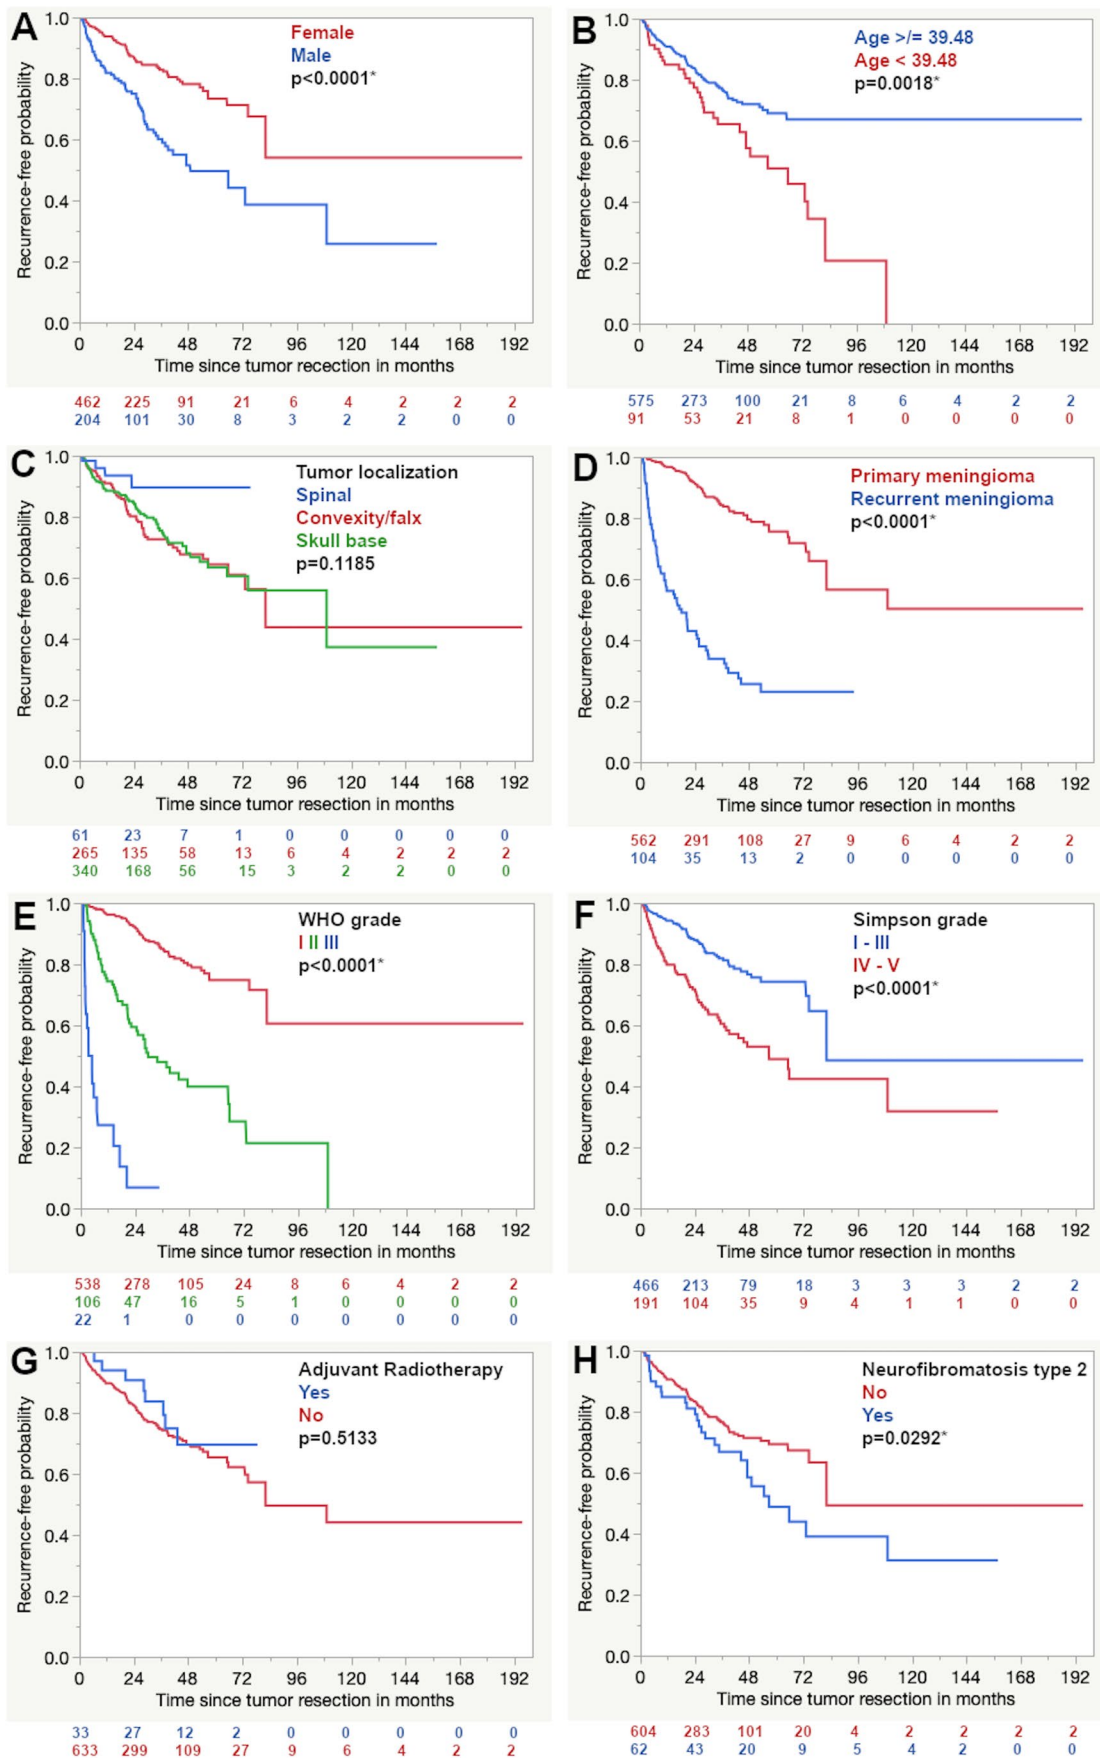 A
1.0
0.8
0.6
0.4
0.2
0.0
Recurrence-free probability
Female
Male
p<0.0001*
0 24 48 72 96 120 144 168 192
Time since tumor recection in months
462 225 91 21 6 4 2 2 2
204 101 30 8 3 2 2 0 0
B
1.0
0.8
0.6
0.4
0.2
0.0
Recurrence-free probability
Age >/= 39.48
Age < 39.48
p=0.0018*
0 24 48 72 96 120 144 168 192
Time since tumor resection in months
575 273 100 21 8 6 4 2 2
91 53 21 8 1 0 0 0 0
C
1.0
0.8
0.6
0.4
0.2
0.0
Recurrence-free probability
Tumor localization
Spinal
Convexity/falx
Skull base
p=0.1185
0 24 48 72 96 120 144 168 192
Time since tumor resection in months
61 23 7 1 0 0 0 0 0
265 135 58 13 6 4 2 2 2
340 168 56 15 3 2 2 0 0
D
1.0
0.8
0.6
0.4
0.2
0.0
Recurrence-free probability
Primary meningioma
Recurrent meningioma
p<0.0001*
0 24 48 72 96 120 144 168 192
Time since tumor resection in months
562 291 108 27 9 6 4 2 2
104 35 13 2 0 0 0 0 0
E
1.0
0.8
0.6
0.4
0.2
0.0
Recurrence-free probability
WHO grade
I II III
p<0.0001*
0 24 48 72 96 120 144 168 192
Time since tumor resection in months
538 278 105 24 8 6 4 2 2
106 47 16 5 1 0 0 0 0
22 1 0 0 0 0 0 0 0
F
1.0
0.8
0.6
0.4
0.2
0.0
Recurrence-free probability
Simpson grade
I - III
IV - V
p<0.0001*
0 24 48 72 96 120 144 168 192
Time since tumor resection in months
466 213 79 18 3 3 3 2 2
191 104 35 9 4 1 1 0 0
G
1.0
0.8
0.6
0.4
0.2
0.0
Recurrence-free probability
Adjuvant Radiotherapy
Yes
No
p=0.5133
0 24 48 72 96 120 144 168 192
Time since tumor resection in months
33 27 12 2 0 0 0 0 0
633 299 109 27 9 6 4 2 2
H
1.0
0.8
0.6
0.4
0.2
0.0
Recurrence-free probability
Neurofibromatosis type 2
No
Yes
p=0.0292*
0 24 48 72 96 120 144 168 192
Time since tumor resection in months
604 283 101 20 4 2 2 2 2
62 43 20 9 5 4 2 0 0